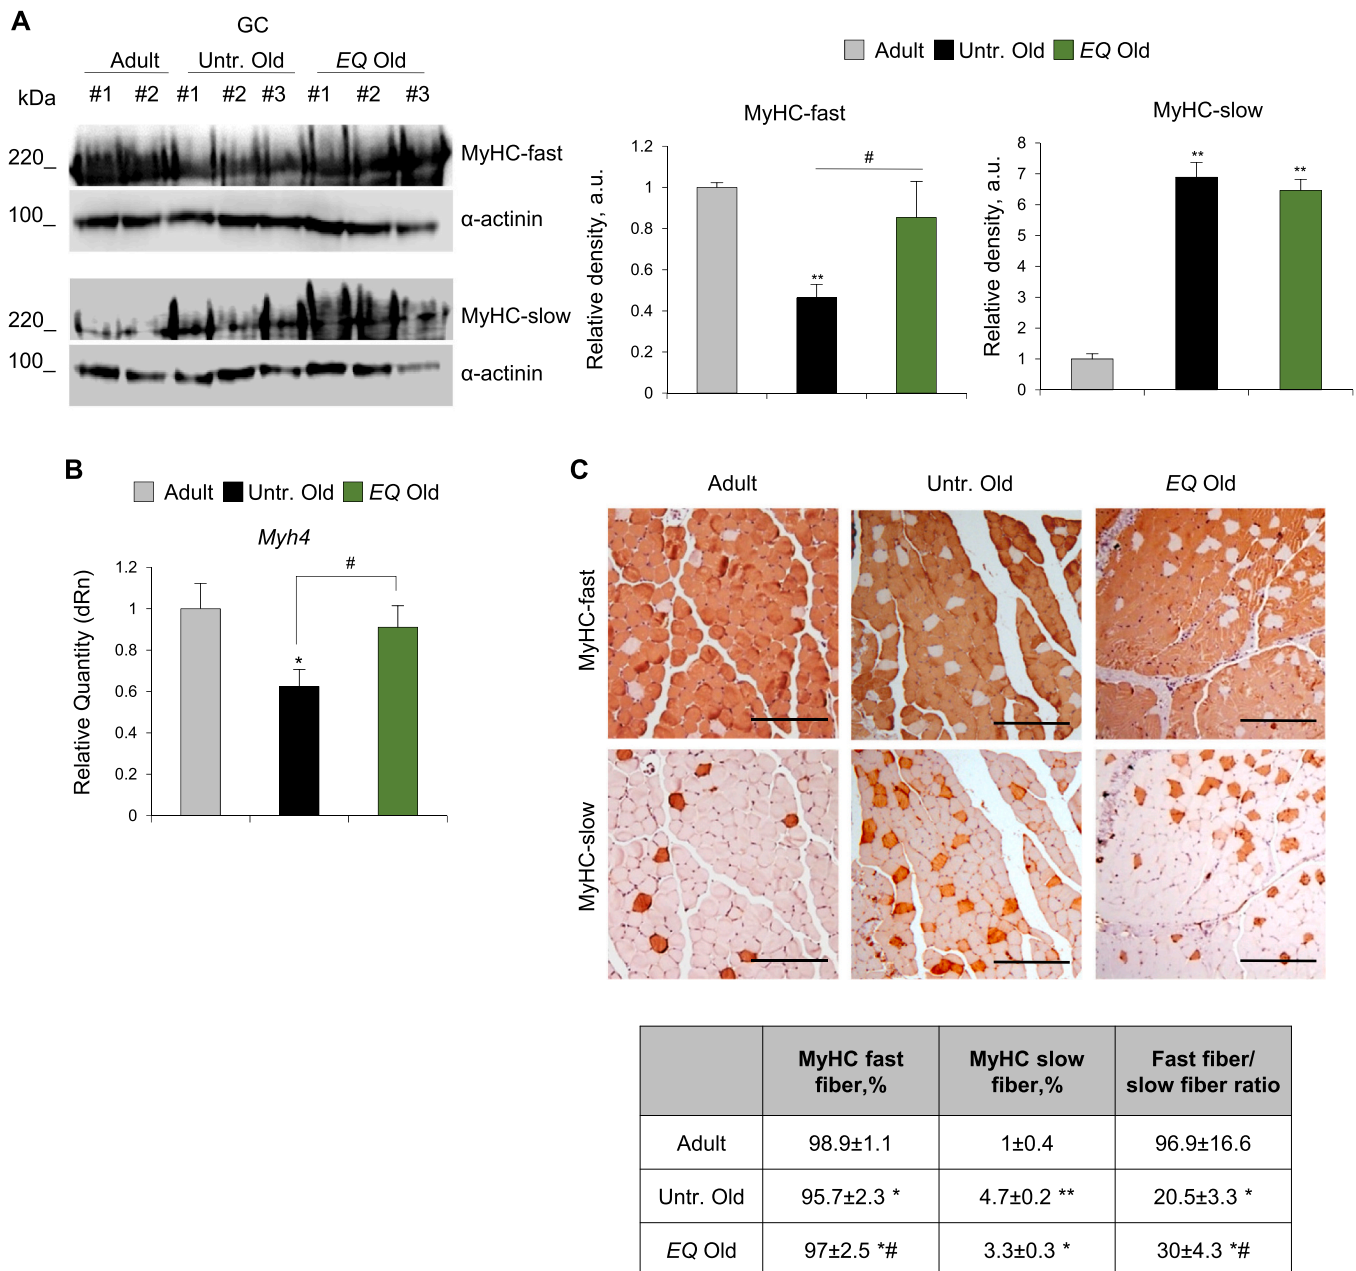 A
GC
Adult Untr. Old EQ Old
kDa #1 #2 #1 #2 #3 #1 #2 #3
220_ MyHC-fast
100_ α-actinin
220_ MyHC-slow
100_ α-actinin
Adult Untr. Old EQ Old
MyHC-fast
Relative density, a.u.
1.2
1
0.8
0.6
0.4
0.2
0
**
#
MyHC-slow
Relative density, a.u.
8
7
6
5
4
3
2
1
0
**
**
B
Adult Untr. Old EQ Old
Myh4
Relative Quantity (dRn)
1.2
1
0.8
0.6
0.4
0.2
0
*
#
C
Adult Untr. Old EQ Old
MyHC-fast
MyHC-slow
MyHC fast fiber,% MyHC slow fiber,% Fast fiber/ slow fiber ratio
Adult 98.9±1.1 1±0.4 96.9±16.6
Untr. Old 95.7±2.3 * 4.7±0.2 ** 20.5±3.3 *
EQ Old 97±2.5 *# 3.3±0.3 * 30±4.3 *#